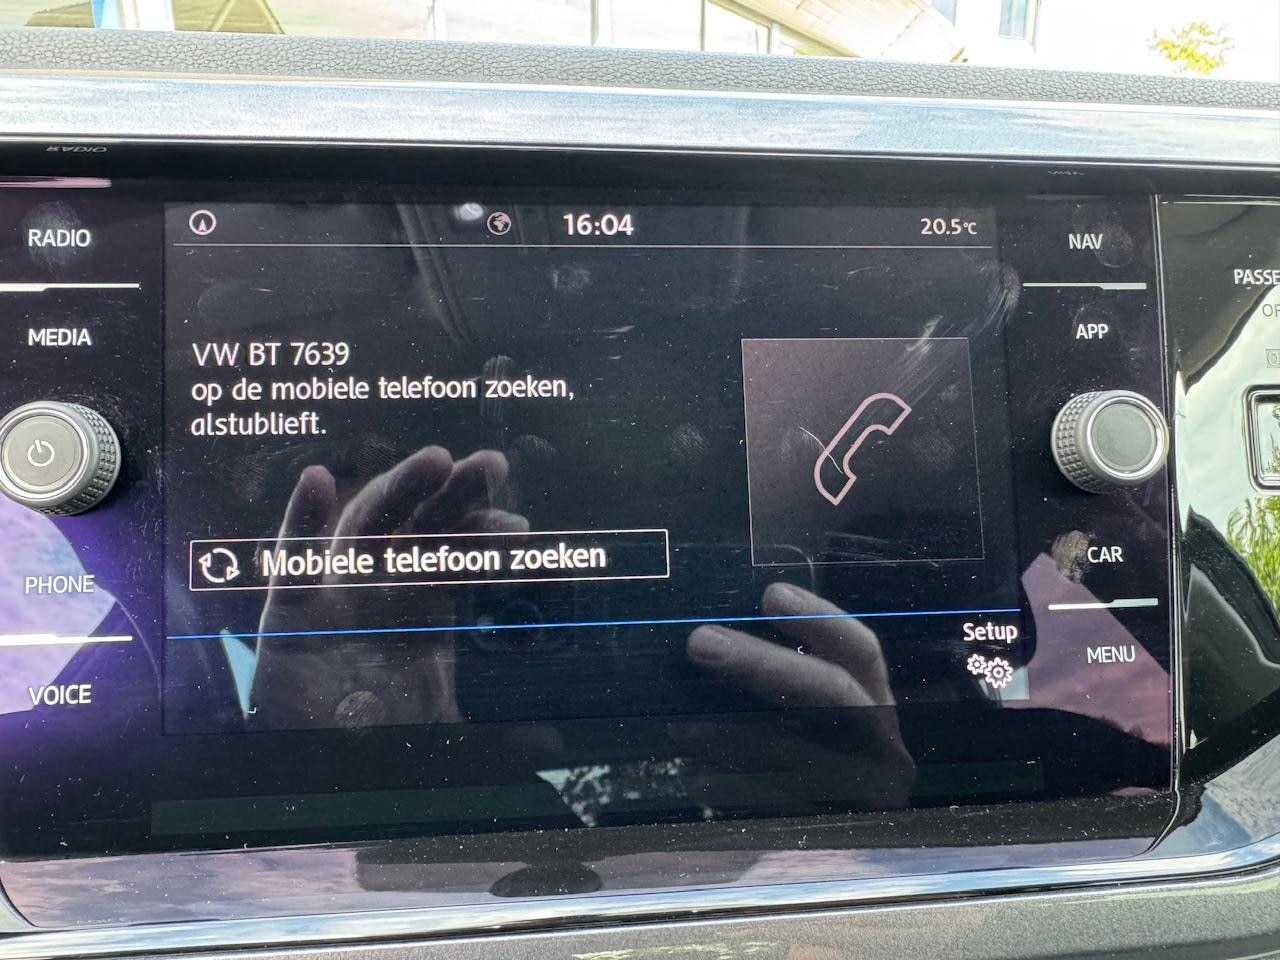 RADIO
MEDIA
PHONE
VOICE
16:04
20.5°C
VW BT 7639
op de mobiele telefoon zoeken,
alstublieft.
Mobiele telefoon zoeken
Setup
NAV
APP
CAR
MENU
PASSE